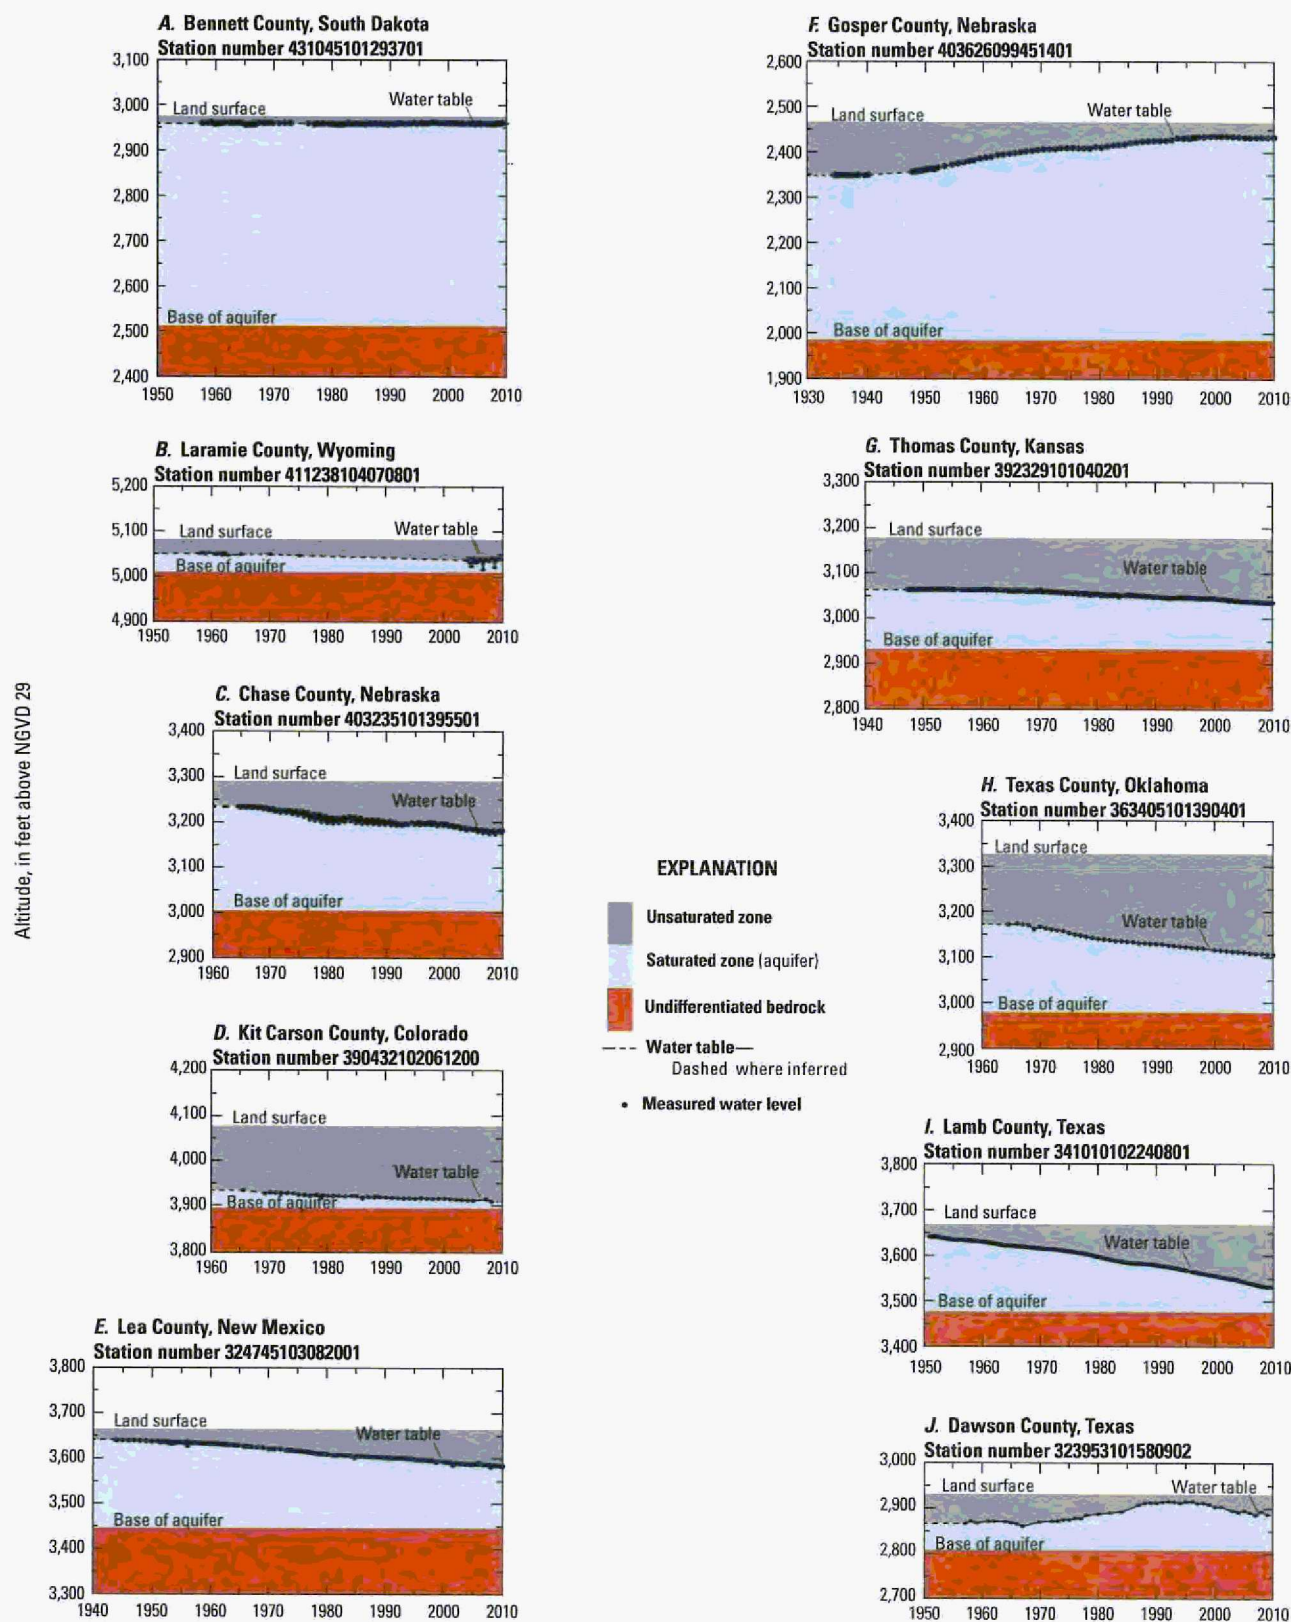 Altitude, in feet above NGVD 29
A. Bennett County, South Dakota
Station number 431045101293701
3,100
3,000
2,900
2,800
2,700
2,600
2,500
2,400
Land surface
Water table
Base of aquifer
1950 1960 1970 1980 1990 2000 2010
B. Laramie County, Wyoming
Station number 411238104070801
5,200
5,100
5,000
4,900
Land surface
Water table
Base of aquifer
1950 1960 1970 1980 1990 2000 2010
C. Chase County, Nebraska
Station number 403235101395501
3,400
3,300
3,200
3,100
3,000
2,900
Land surface
Water table
Base of aquifer
1960 1970 1980 1990 2000 2010
D. Kit Carson County, Colorado
Station number 390432102061200
4,200
4,100
4,000
3,900
3,800
Land surface
Water table
Base of aquifer
1960 1970 1980 1990 2000 2010
E. Lea County, New Mexico
Station number 324745103082001
3,800
3,700
3,600
3,500
3,400
3,300
Land surface
Water table
Base of aquifer
1940 1950 1960 1970 1980 1990 2000 2010
EXPLANATION
Unsaturated zone
Saturated zone (aquifer)
Undifferentiated bedrock
Water table—
Dashed where inferred
Measured water level
F. Gosper County, Nebraska
Station number 403626099451401
2,600
2,500
2,400
2,300
2,200
2,100
2,000
1,900
Land surface
Water table
Base of aquifer
1930 1940 1950 1960 1970 1980 1990 2000 2010
G. Thomas County, Kansas
Station number 392329101040201
3,300
3,200
3,100
3,000
2,900
2,800
Land surface
Water table
Base of aquifer
1940 1950 1960 1970 1980 1990 2000 2010
H. Texas County, Oklahoma
Station number 363405101390401
3,400
3,300
3,200
3,100
3,000
2,900
Land surface
Water table
Base of aquifer
1960 1970 1980 1990 2000 2010
I. Lamb County, Texas
Station number 341010102240801
3,800
3,700
3,600
3,500
3,400
Land surface
Water table
Base of aquifer
1950 1960 1970 1980 1990 2000 2010
J. Dawson County, Texas
Station number 323953101580902
3,000
2,900
2,800
2,700
Land surface
Water table
Base of aquifer
1950 1960 1970 1980 1990 2000 2010